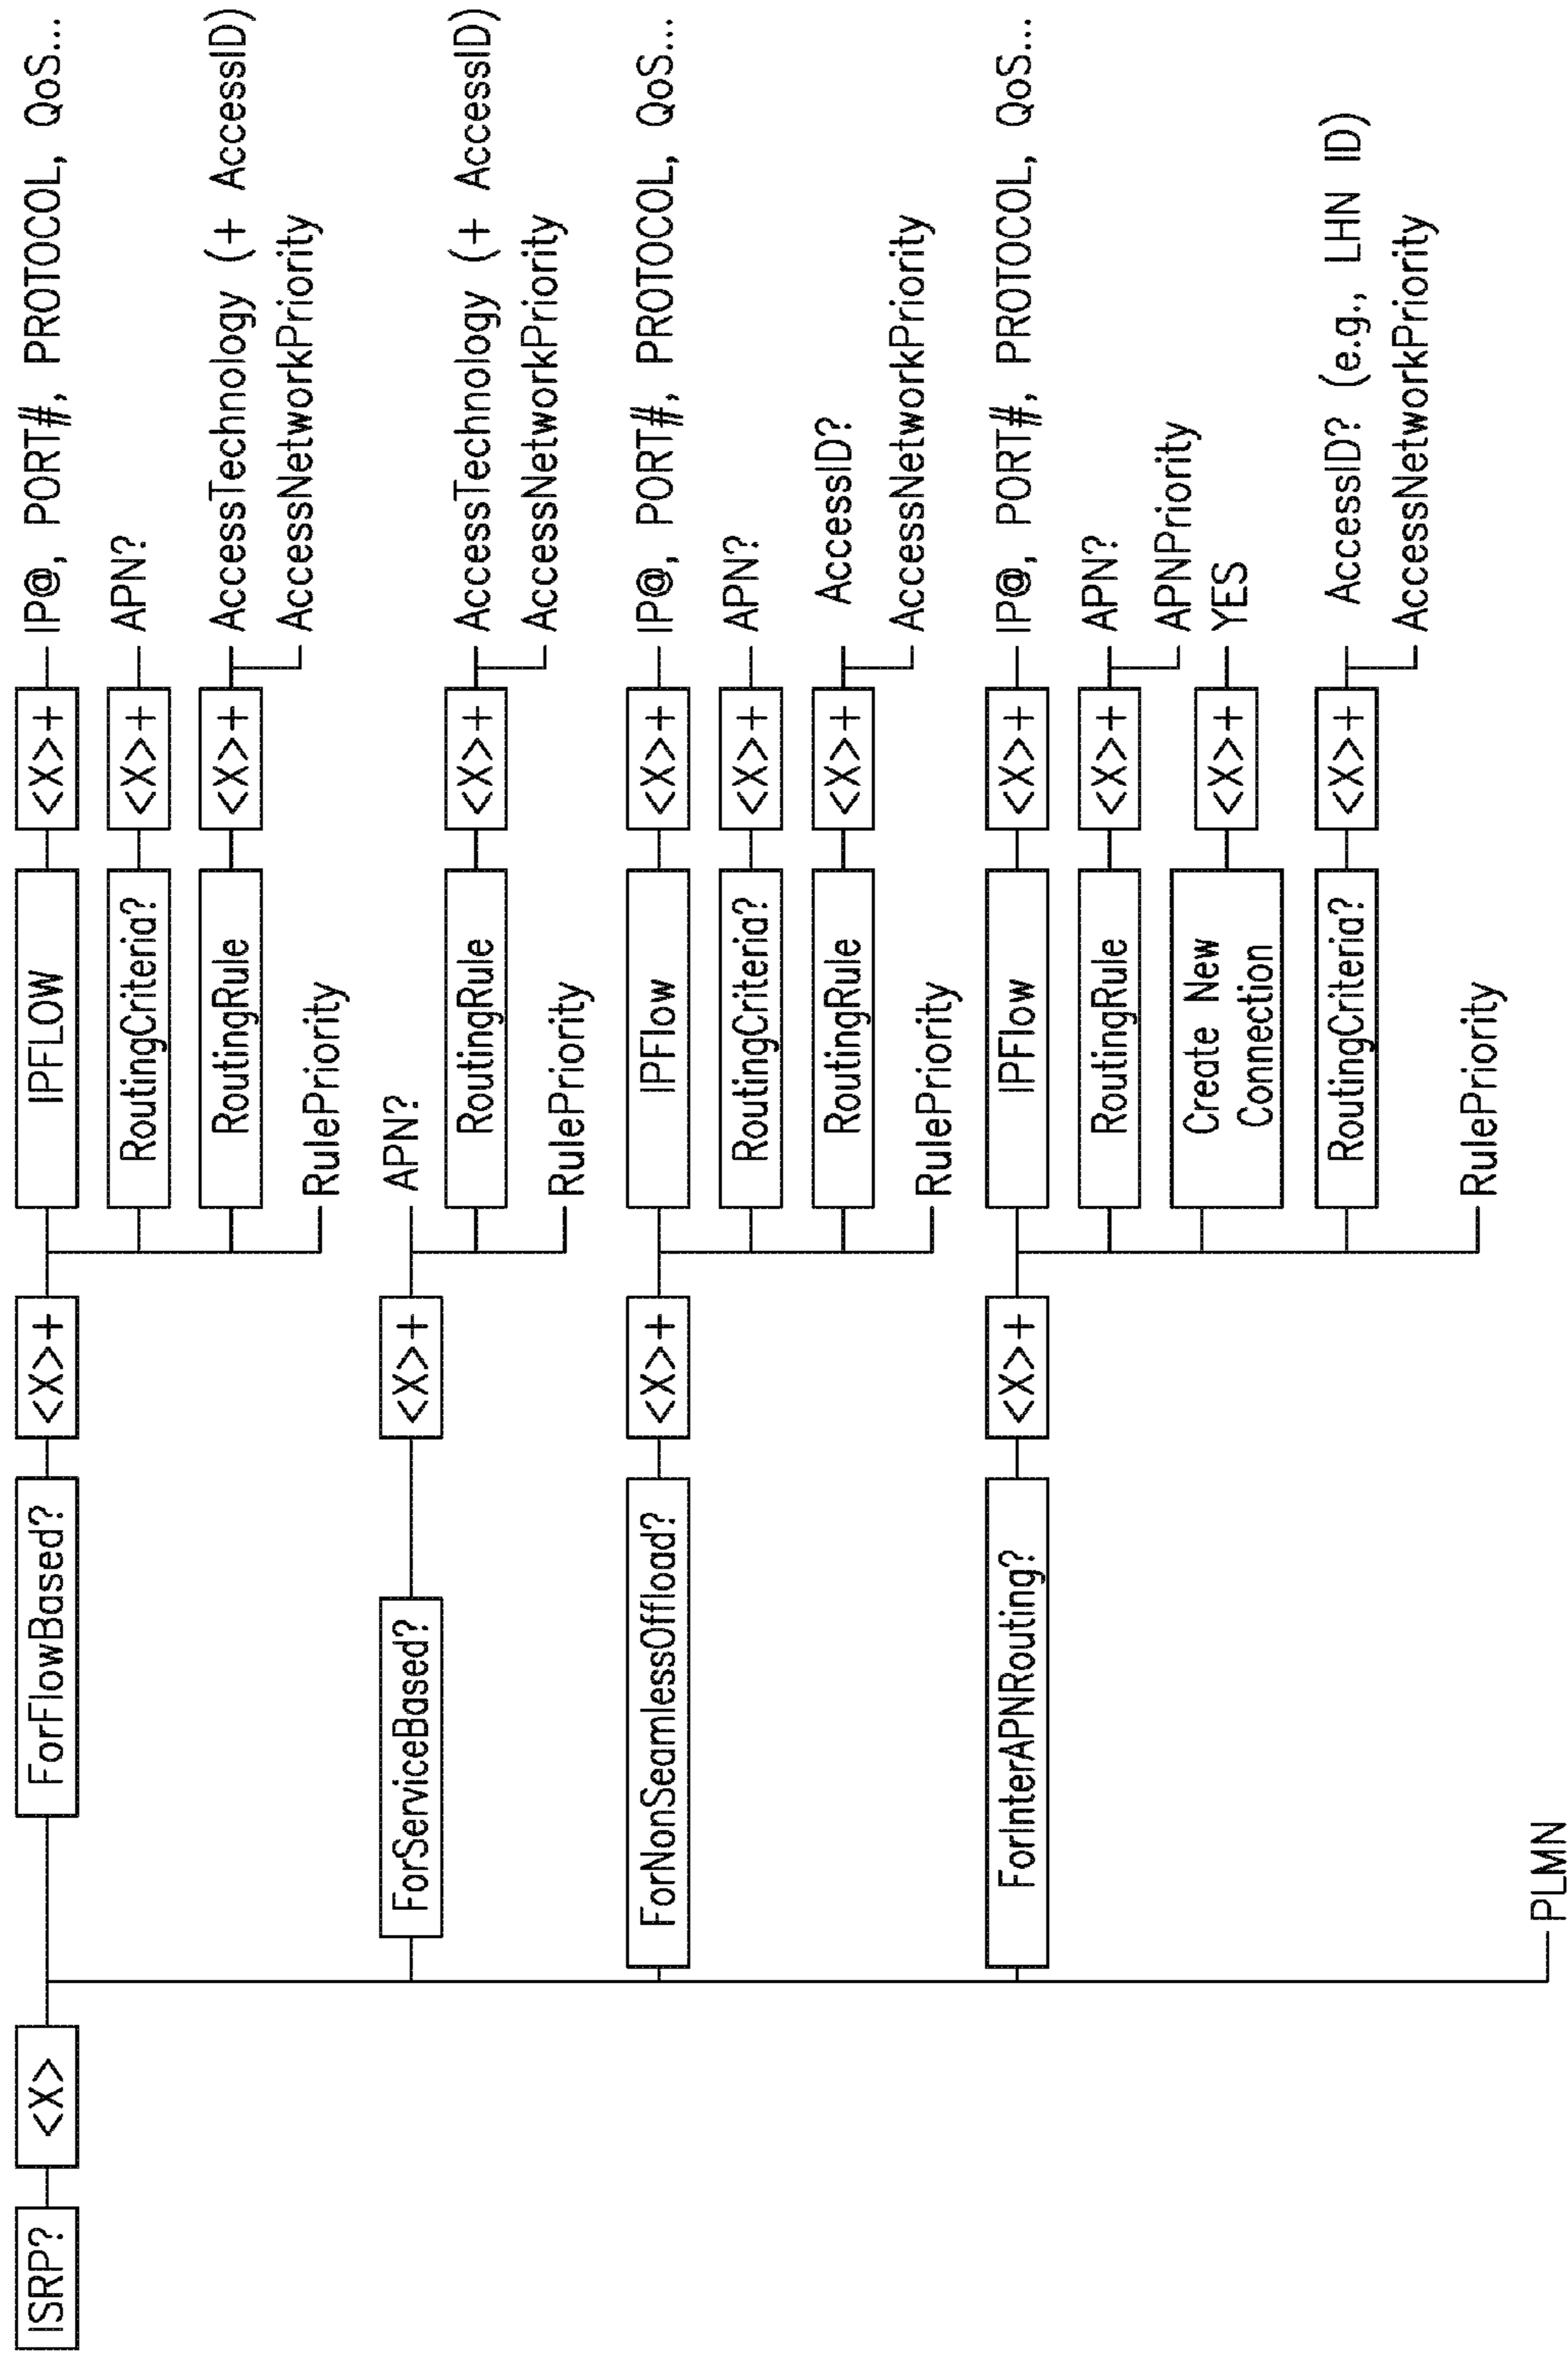 ISRP?
<X>
ForFlowBased?
<X>+
IPFLOW
<X>+
IP@, PORT#, PROTOCOL, QoS...
RoutingCriteria?
<X>+
APN?
RoutingRule
<X>+
AccessTechnology (+ AccessID)
AccessNetworkPriority
RulePriority
ForServiceBased?
<X>+
APN?
RoutingRule
<X>+
AccessTechnology (+ AccessID)
AccessNetworkPriority
RulePriority
ForNonSeamlessOffload?
<X>+
IPFlow
<X>+
IP@, PORT#, PROTOCOL, QoS...
RoutingCriteria?
<X>+
APN?
RoutingRule
<X>+
AccessID?
AccessNetworkPriority
RulePriority
ForInterAPNRouting?
<X>+
IPFlow
<X>+
IP@, PORT#, PROTOCOL, QoS...
RoutingRule
<X>+
APN?
APNPriority
Create New
Connection
<X>+
YES
RoutingCriteria?
<X>+
AccessID? (e.g., LHN ID)
AccessNetworkPriority
RulePriority
PLMN